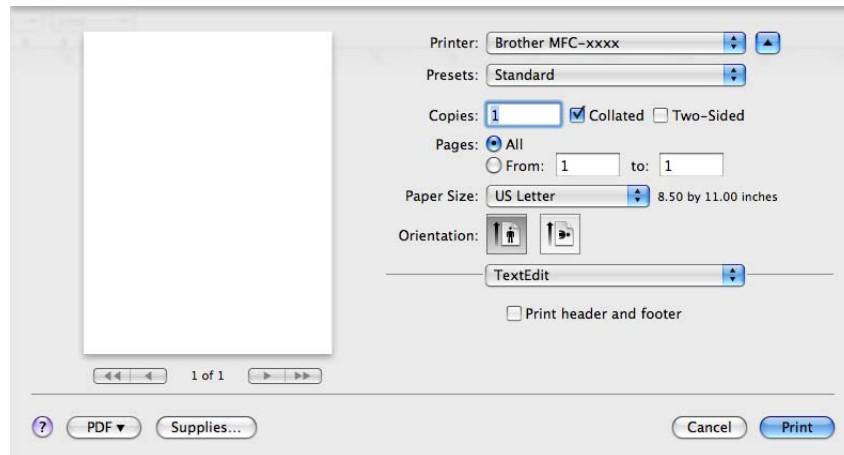 Printer: Brother MFC-xxxx
Presets: Standard
Copies: 1 Collated Two-Sided
Pages: All
From: 1 to: 1
Paper Size: US Letter 8.50 by 11.00 inches
Orientation:
TextEdit
Print header and footer
1 of 1
? PDF ▼ Supplies... Cancel Print